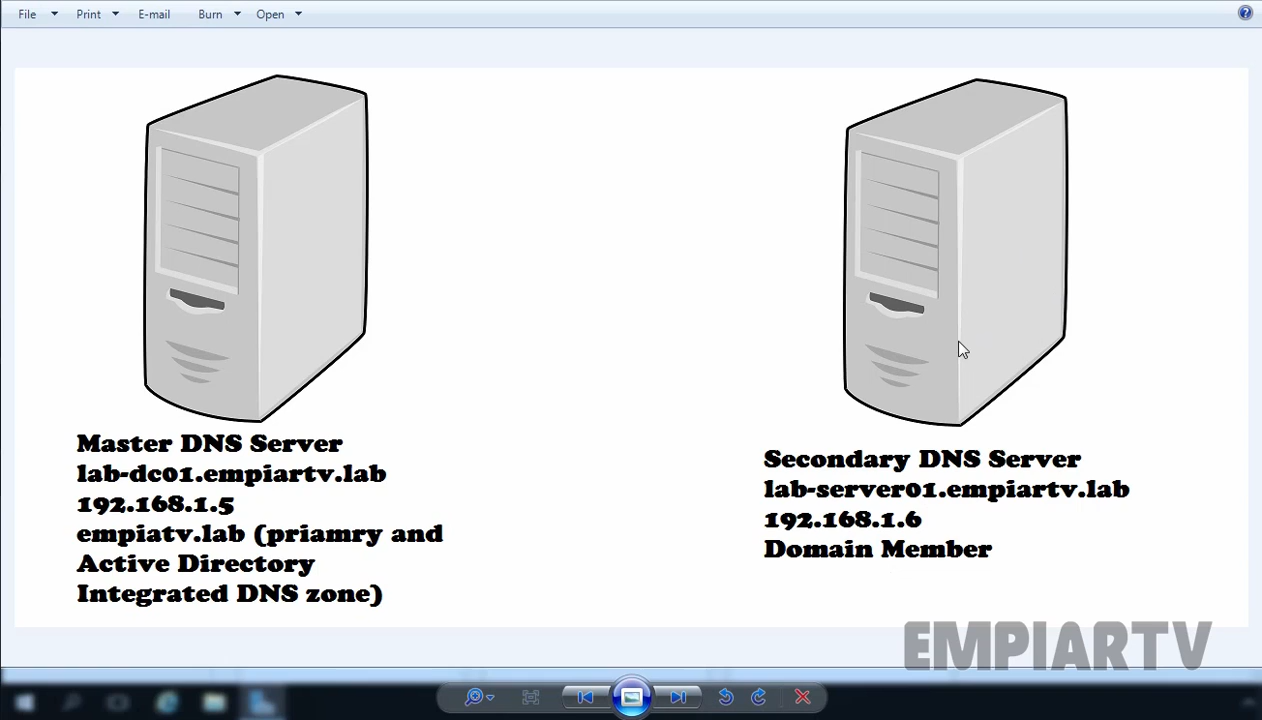 File Print E-mail Burn Open
Master DNS Server
lab-dc01.empiartv.lab
192.168.1.5
empiatv.lab (priamry and
Active Directory
Integrated DNS zone)
Secondary DNS Server
lab-server01.empiartv.lab
192.168.1.6
Domain Member
EMPIARTV